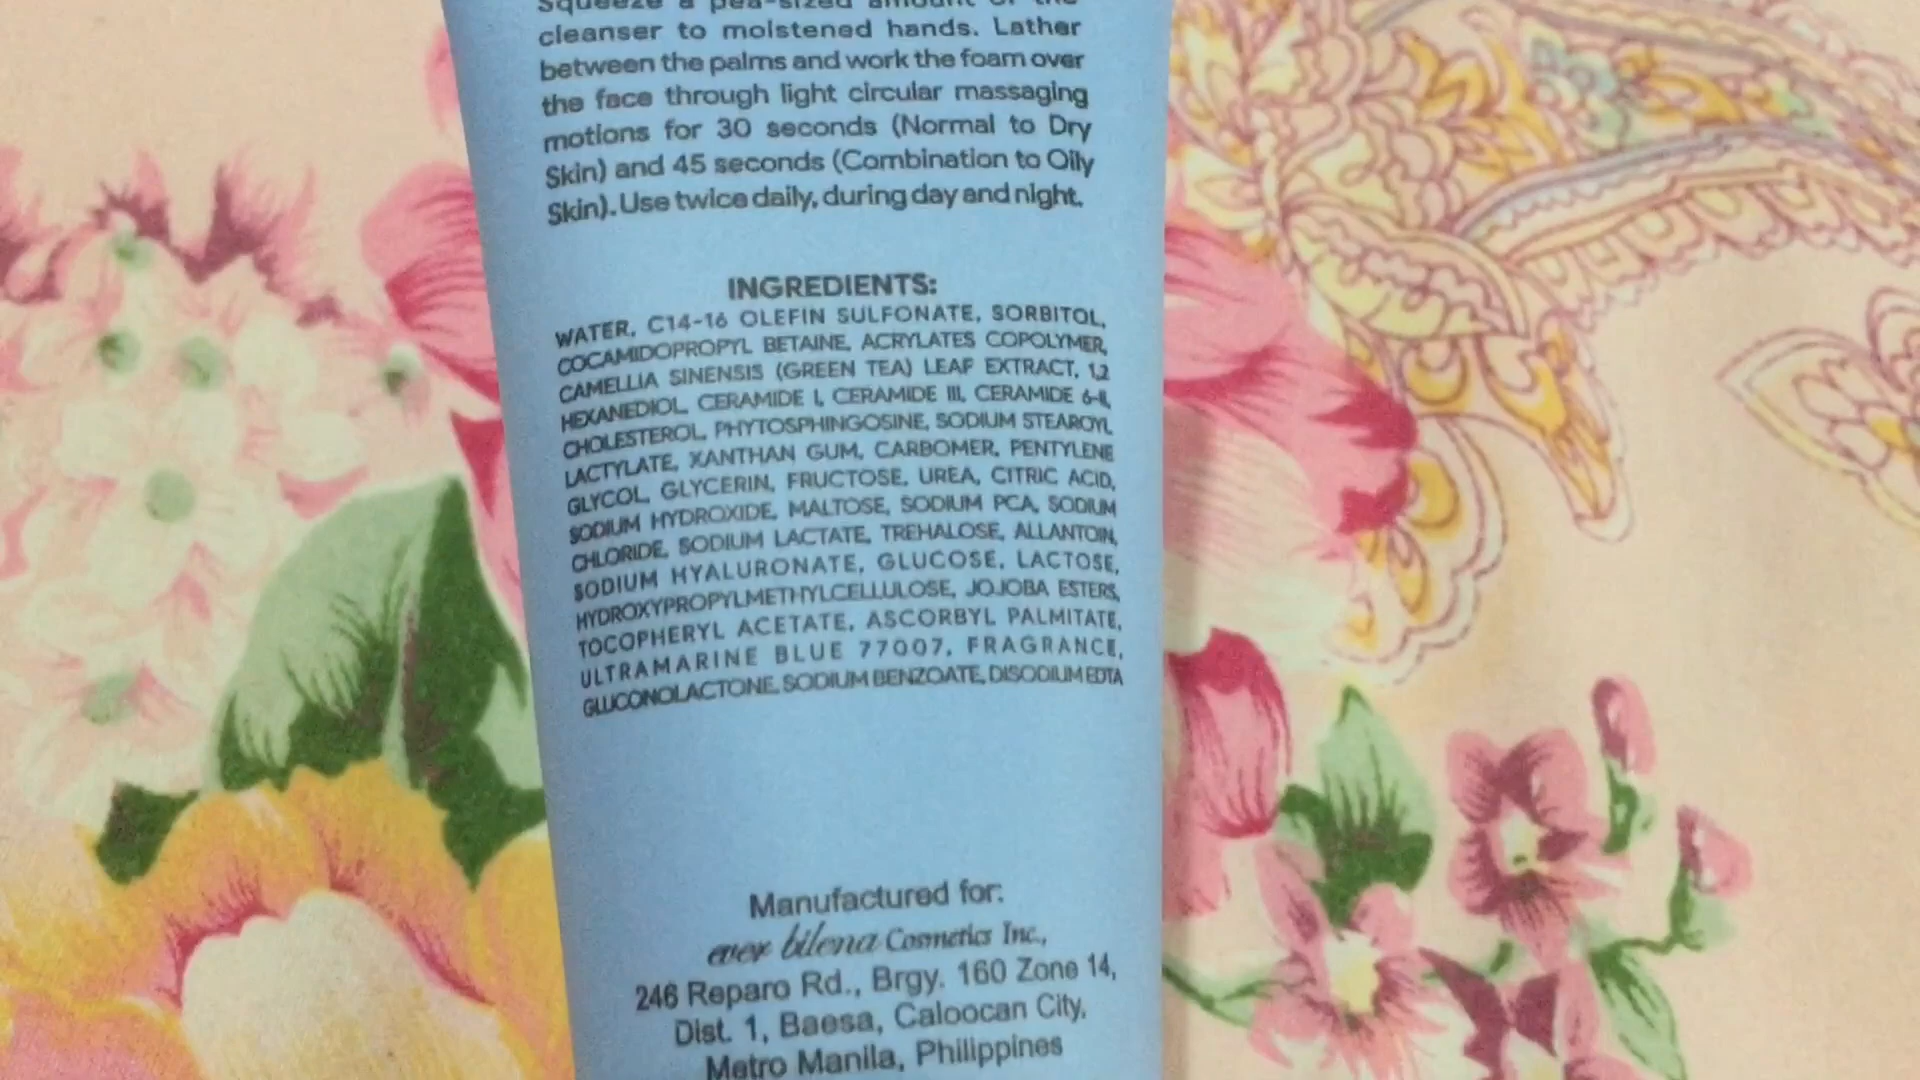 Squeeze a pea-sized amount of the
cleanser to moistened hands. Lather
between the palms and work the foam over
the face through light circular massaging
motions for 30 seconds (Normal to Dry
Skin) and 45 seconds (Combination to Oily
Skin). Use twice daily, during day and night.
INGREDIENTS:
WATER, C14-16 OLEFIN SULFONATE, SORBITOL,
COCAMIDOPROPYL BETAINE, ACRYLATES COPOLYMER,
CAMELLIA SINENSIS (GREEN TEA) LEAF EXTRACT, 1,2
HEXANEDIOL, CERAMIDE I, CERAMIDE III, CERAMIDE 6-II,
CHOLESTEROL, PHYTOSPHINGOSINE, SODIUM STEAROYL
LACTYLATE, XANTHAN GUM, CARBOMER, PENTYLENE
GLYCOL, GLYCERIN, FRUCTOSE, UREA, CITRIC ACID,
SODIUM HYDROXIDE, MALTOSE, SODIUM PCA, SODIUM
CHLORIDE, SODIUM LACTATE, TREHALOSE, ALLANTOIN,
SODIUM HYALURONATE, GLUCOSE, LACTOSE,
HYDROXYPROPYLMETHYLCELLULOSE, JOJOBA ESTERS,
TOCOPHERYL ACETATE, ASCORBYL PALMITATE,
ULTRAMARINE BLUE 77007, FRAGRANCE,
GLUCONOLACTONE, SODIUM BENZOATE, DISODIUM EDTA
Manufactured for:
ever bilena Cosmetics Inc.,
246 Reparo Rd., Brgy. 160 Zone 14,
Dist. 1, Baesa, Caloocan City,
Metro Manila, Philippines